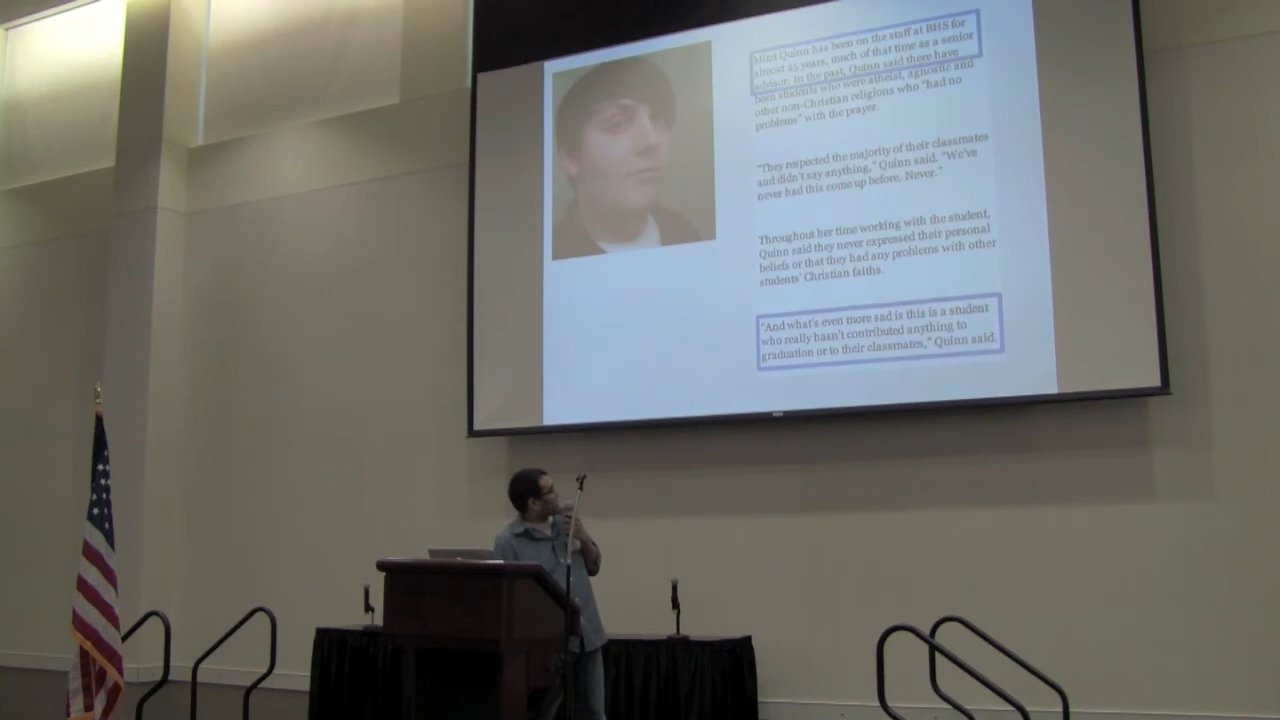 Mitzi Quinn has been on the staff at BHS for
almost 25 years, much of that time as a senior
advisor. In the past, Quinn said there have
been students who were atheist, agnostic and
other non-Christian religions who "had no
problems" with the prayer.
"They respected the majority of their classmates
and didn't say anything," Quinn said. "We've
never had this come up before. Never."
Throughout her time working with the student,
Quinn said they never expressed their personal
beliefs or that they had any problems with other
students' Christian faiths.
"And what's even more sad is this is a student
who really hasn't contributed anything to
graduation or to their classmates," Quinn said.